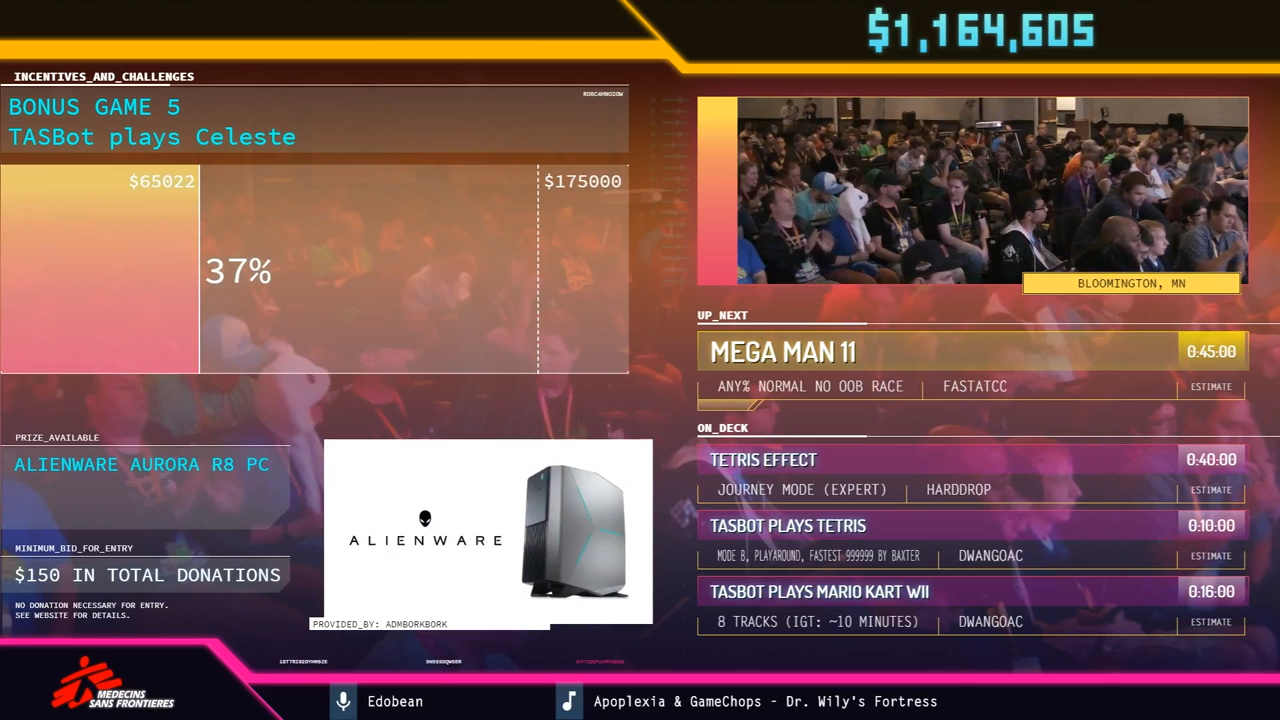 $1,164,605
INCENTIVES_AND_CHALLENGES
BONUS GAME 5
TASBot plays Celeste
$65022
$175000
37%
BLOOMINGTON, MN
UP_NEXT
MEGA MAN 11
0:45:00
ANY% NORMAL NO OOB RACE
FASTATCC
ESTIMATE
ON_DECK
TETRIS EFFECT
0:40:00
JOURNEY MODE (EXPERT)
HARDDROP
ESTIMATE
TASBOT PLAYS TETRIS
0:10:00
MODE B, PLAYAROUND, FASTEST 999999 BY BAXTER
DWANGOAC
ESTIMATE
TASBOT PLAYS MARIO KART WII
0:16:00
8 TRACKS (IGT: ~10 MINUTES)
DWANGOAC
ESTIMATE
PRIZE_AVAILABLE
ALIENWARE AURORA R8 PC
MINIMUM_BID_FOR_ENTRY
$150 IN TOTAL DONATIONS
NO DONATION NECESSARY FOR ENTRY.
SEE WEBSITE FOR DETAILS.
ALIENWARE
PROVIDED_BY: ADMBORKBORK
MEDECINS
SANS FRONTIERES
Edobean
Apoplexia & GameChops - Dr. Wily's Fortress